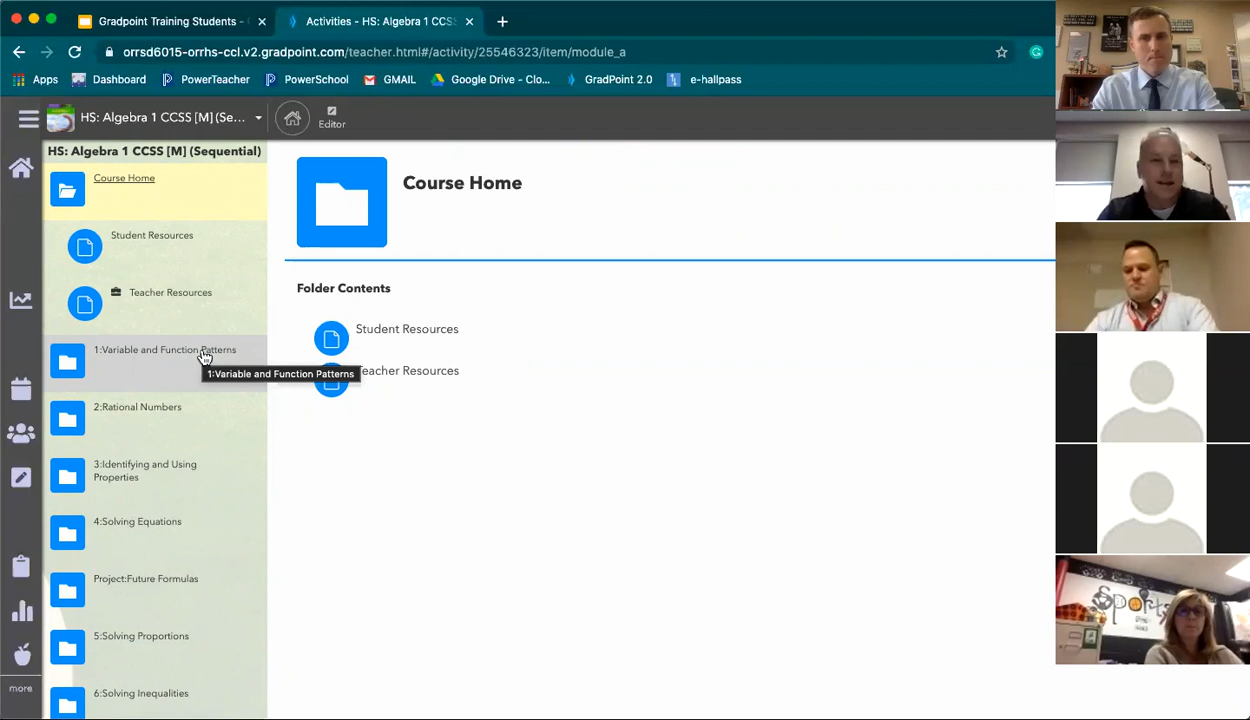 Gradpoint Training Students -
Activities - HS: Algebra 1 CCSS
orrsd6015-orrhs-ccl.v2.gradpoint.com/teacher.html#/activity/25546323/item/module_a
Apps
Dashboard
PowerTeacher
PowerSchool
GMAIL
Google Drive - Clo...
GradPoint 2.0
e-hallpass
HS: Algebra 1 CCSS [M] (Se...
Editor
HS: Algebra 1 CCSS [M] (Sequential)
Course Home
Student Resources
Teacher Resources
1:Variable and Function Patterns
1:Variable and Function Patterns
2:Rational Numbers
3:Identifying and Using
Properties
4:Solving Equations
Project:Future Formulas
5:Solving Proportions
6:Solving Inequalities
more
Course Home
Folder Contents
Student Resources
eacher Resources
Sports